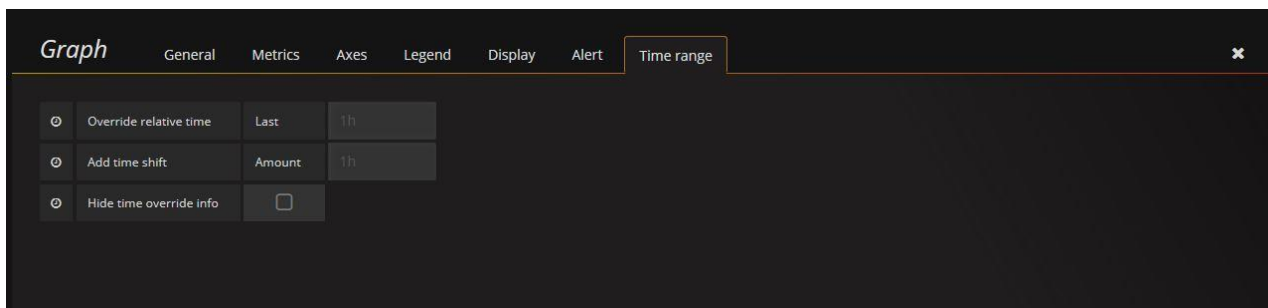 Graph General Metrics Axes Legend Display Alert Time range
Override relative time Last 1h
Add time shift Amount 1h
Hide time override info